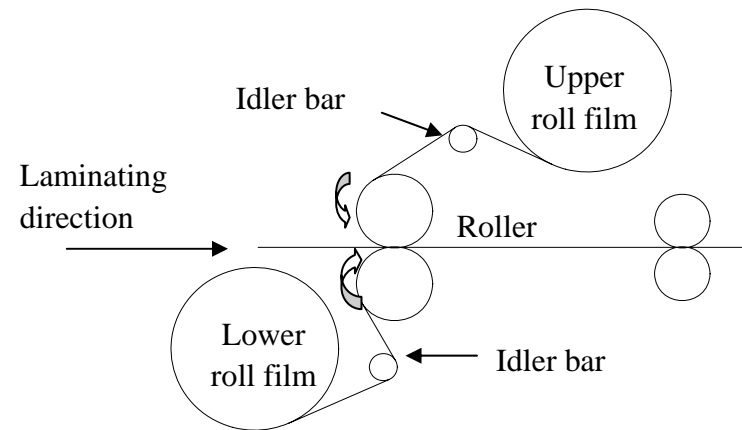 Upper
roll film
Idler bar
Laminating
direction
Roller
Lower
roll film
Idler bar